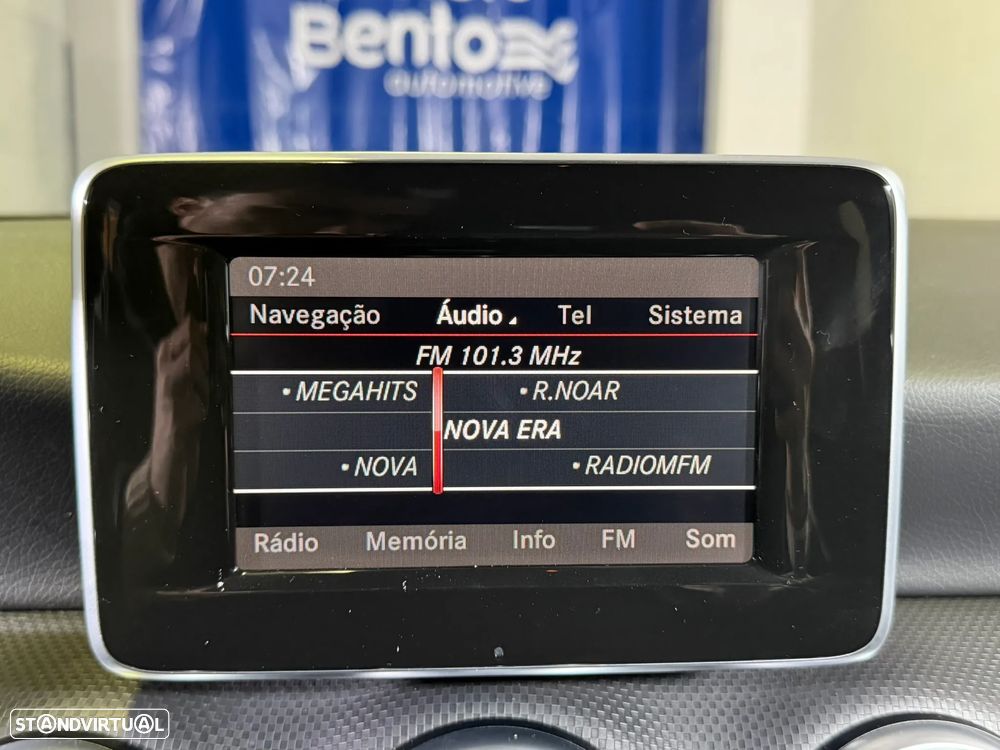 Bento
automotive
07:24
Navegação Áudio Tel Sistema
FM 101.3 MHz
• MEGAHITS • R.NOAR
NOVA ERA
• NOVA • RADIOMFM
Rádio Memória Info FM Som
STANDVIRTUAL